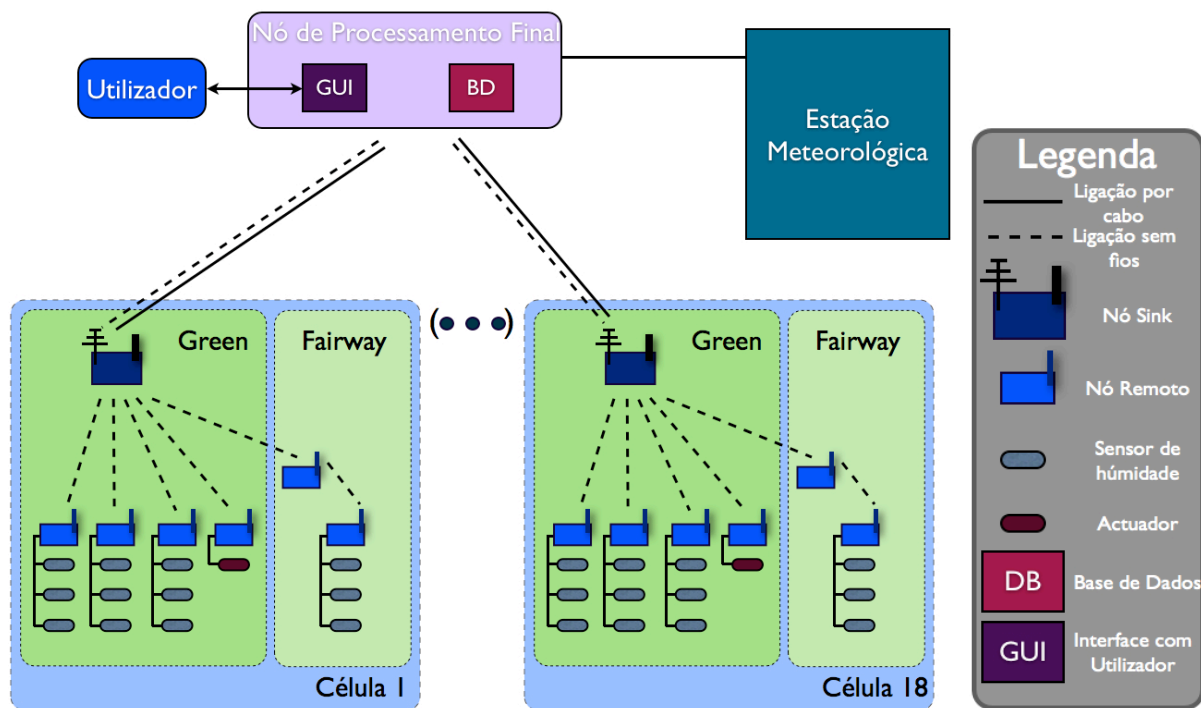 Nó de Processamento Final
Utilizador
GUI
BD
Estação
Meteorológica
Legenda
Ligação por
cabo
Ligação sem
fios
Nó Sink
Nó Remoto
Sensor de
húmidade
Actuador
DB
Base de Dados
GUI
Interface com
Utilizador
Green
Fairway
(• • •)
Green
Fairway
Célula 1
Célula 18